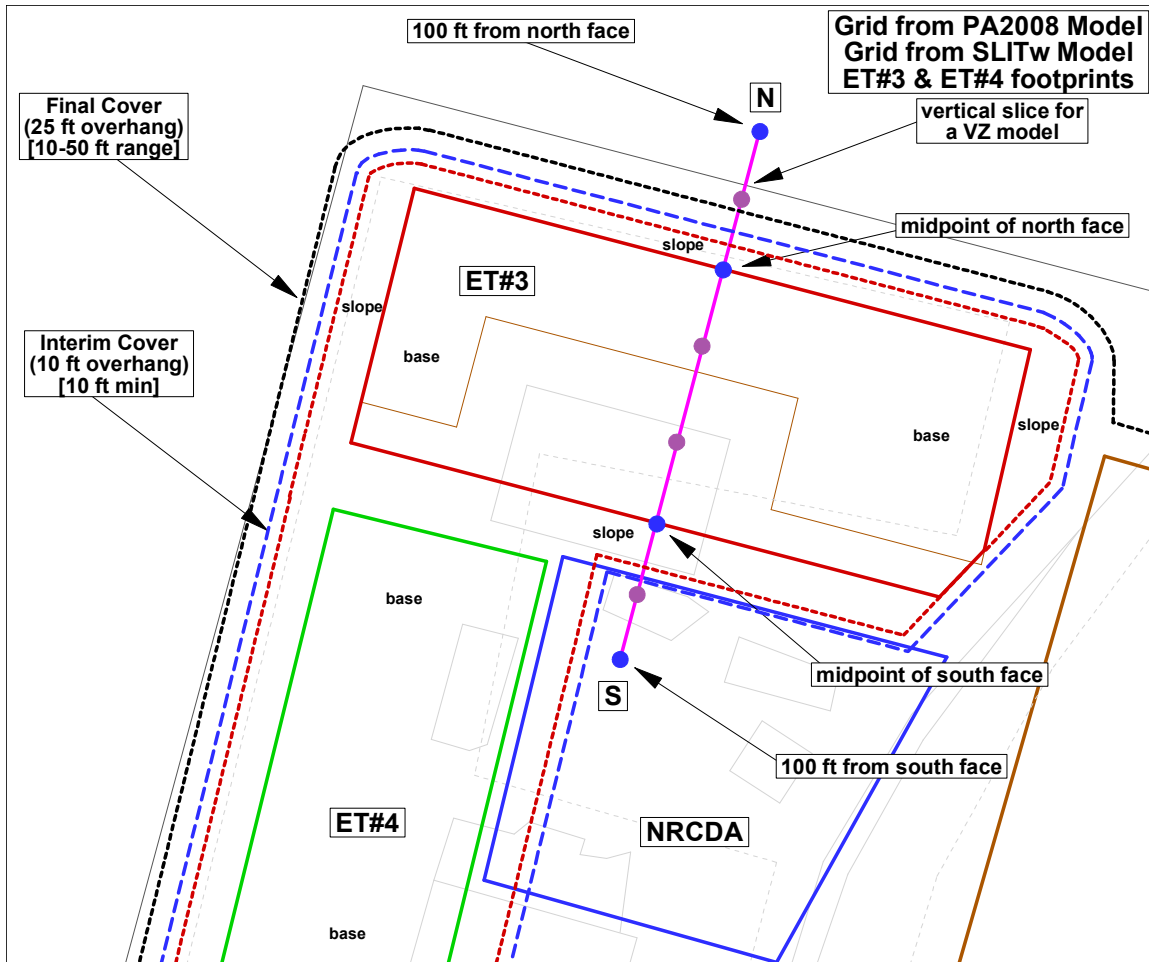 100 ft from north face
Grid from PA2008 Model
Grid from SLITw Model
ET#3 & ET#4 footprints
Final Cover
(25 ft overhang)
[10-50 ft range]
N
vertical slice for
a VZ model
midpoint of north face
slope
ET#3
slope
base
Interim Cover
(10 ft overhang)
[10 ft min]
base
slope
slope
base
midpoint of south face
S
100 ft from south face
ET#4
NRCDA
base